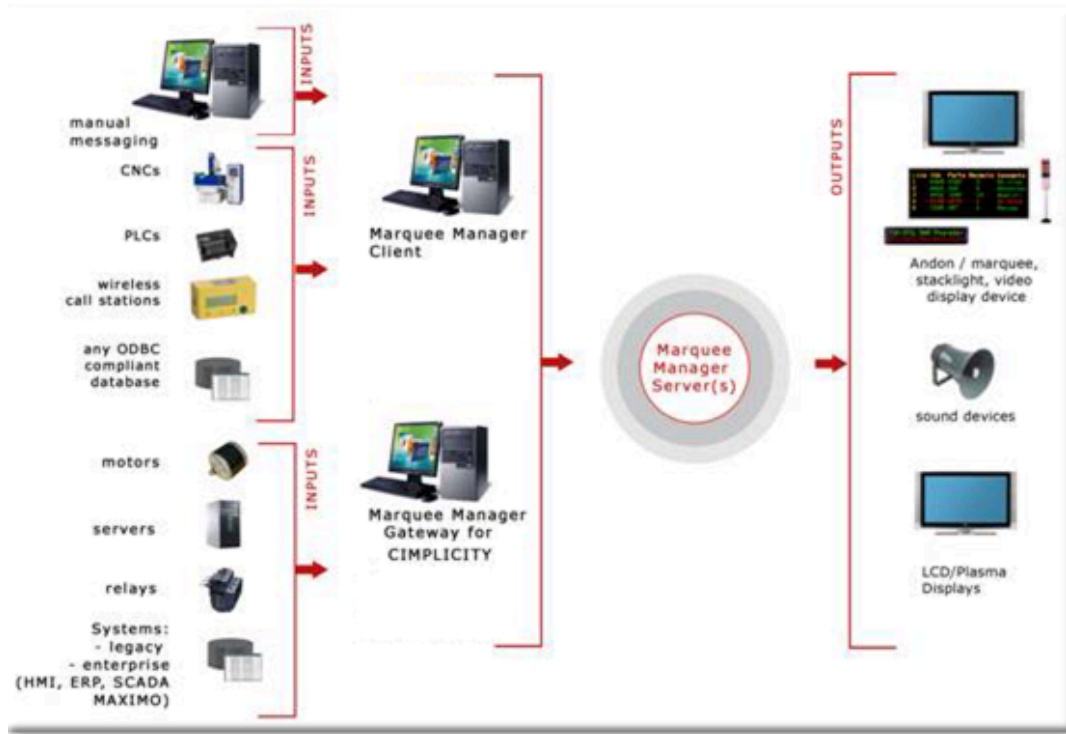 INPUTS
manual
messaging
CNCs
PLCs
wireless
call stations
any ODBC
compliant
database
INPUTS
motors
servers
relays
Systems:
- legacy
- enterprise
(HMI, ERP, SCADA
MAXIMO)
INPUTS
Marquee Manager
Client
Marquee Manager
Gateway for
CIMPLICITY
Marquee
Manager
Server(s)
OUTPUTS
Andon / marquee,
stacklight, video
display device
sound devices
LCD/Plasma
Displays